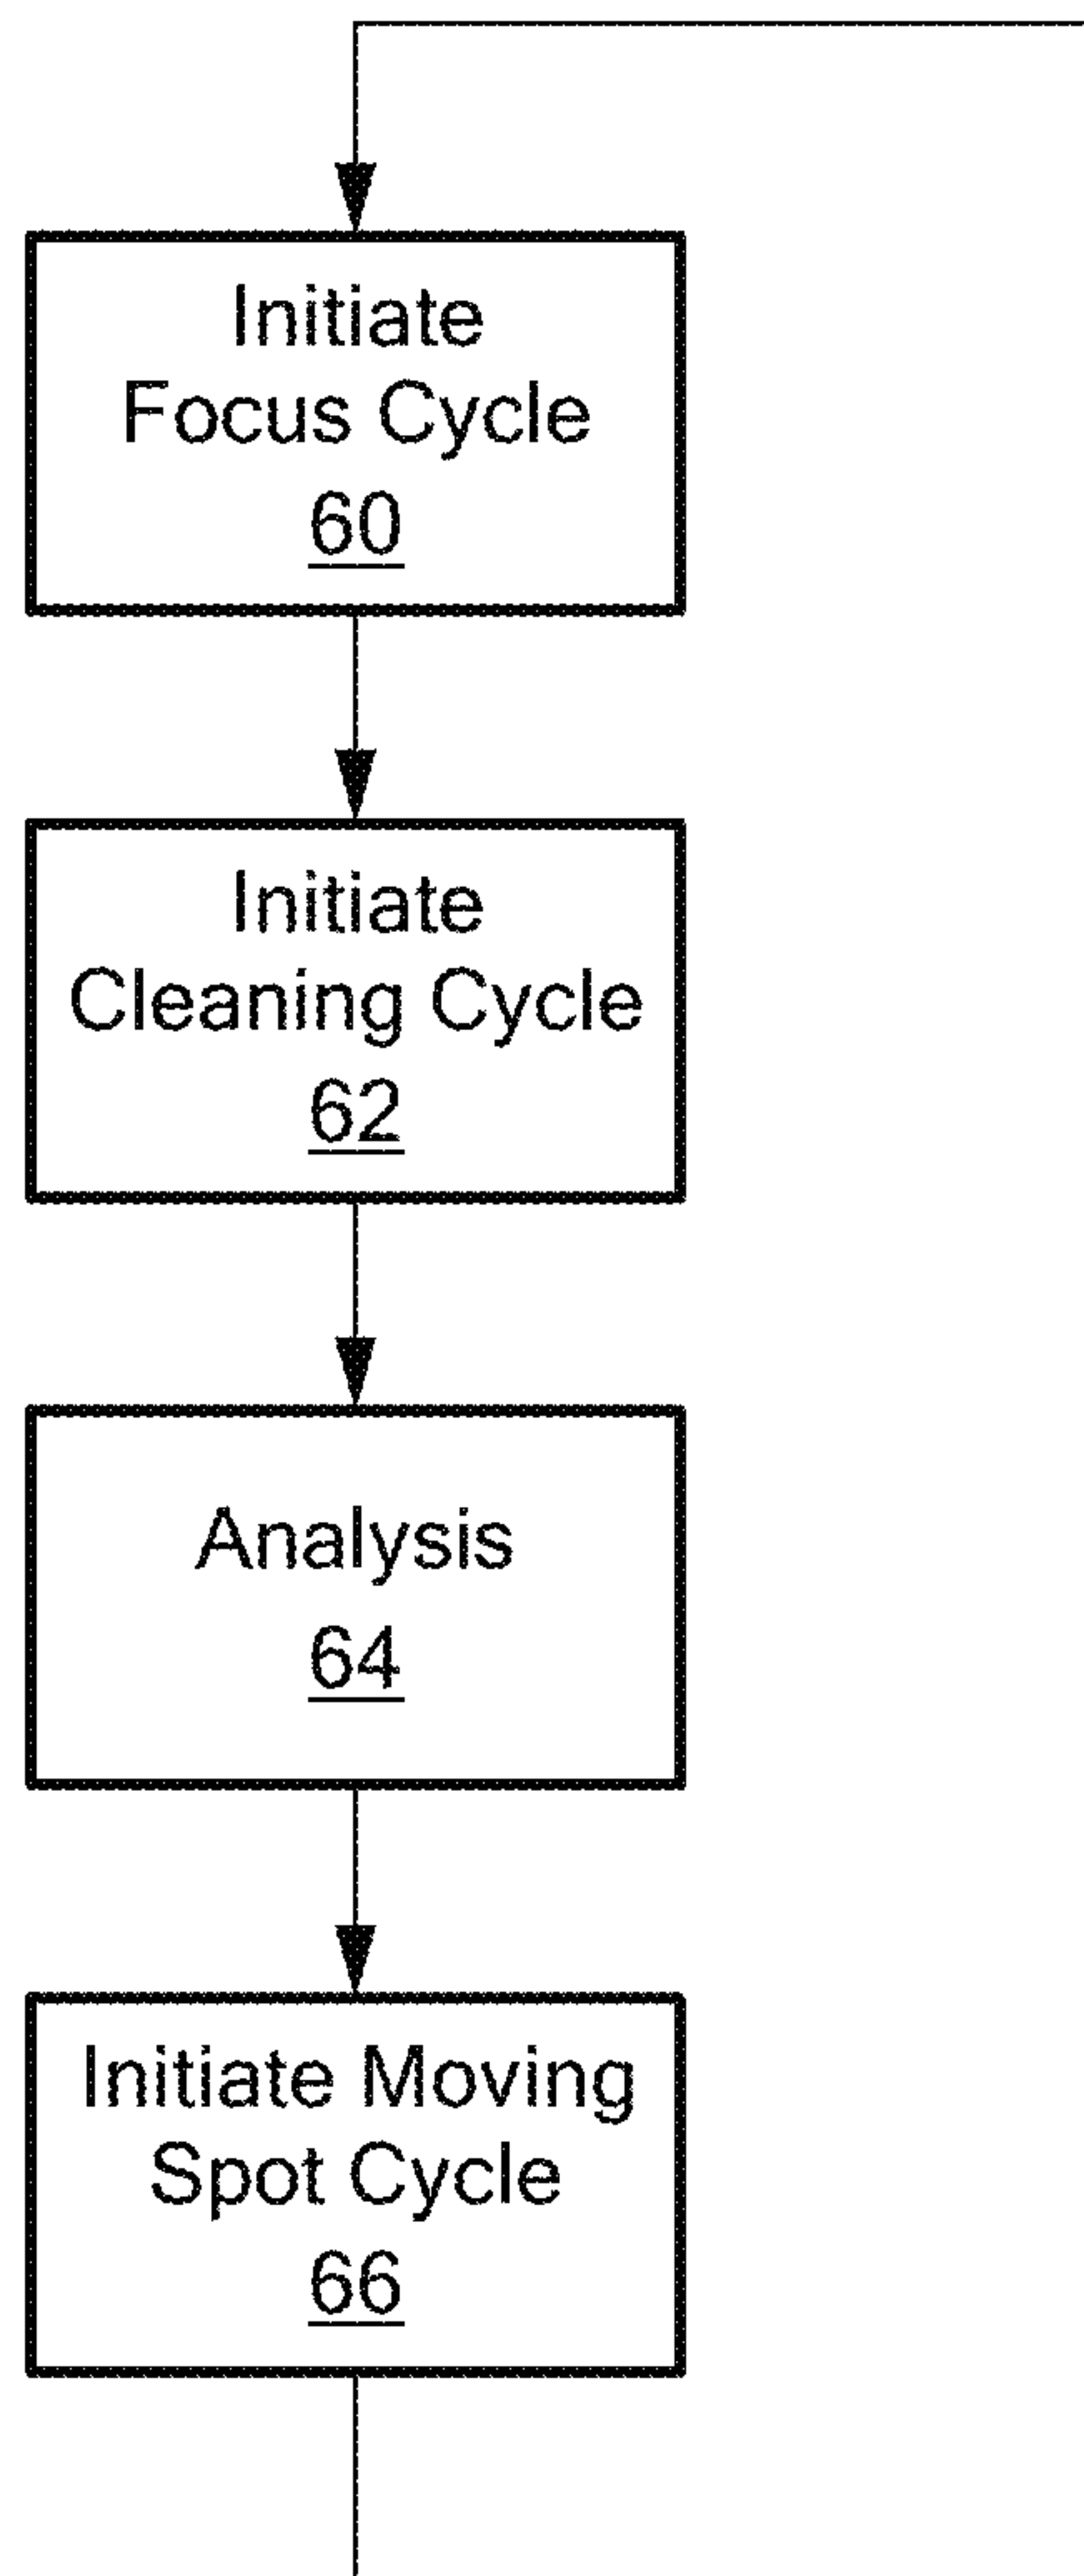 Initiate
Focus Cycle
60
Initiate
Cleaning Cycle
62
Analysis
64
Initiate Moving
Spot Cycle
66